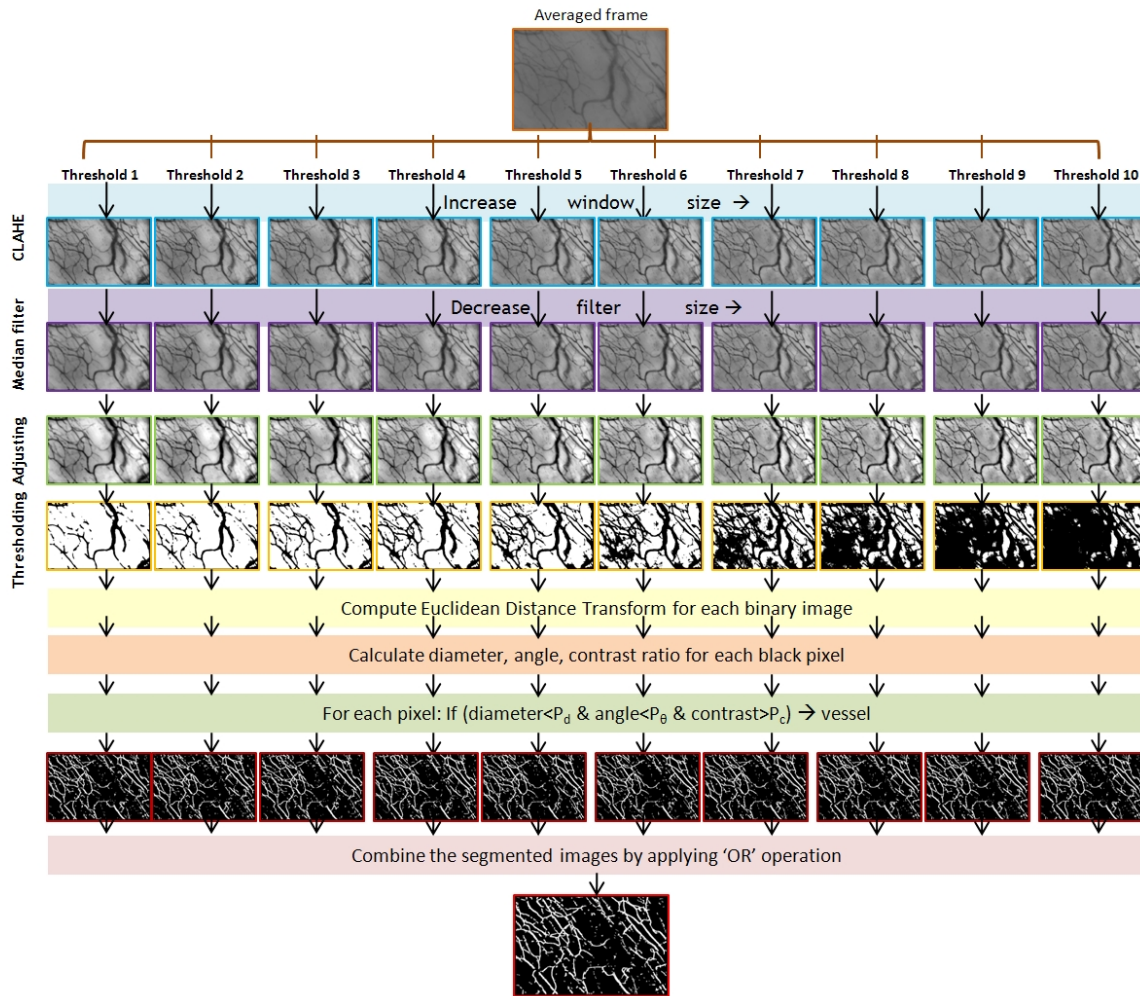 Averaged frame
Threshold 1 Threshold 2 Threshold 3 Threshold 4 Threshold 5 Threshold 6 Threshold 7 Threshold 8 Threshold 9 Threshold 10
CLAHE
Increase window size →
Median filter
Decrease filter size →
Adjusting
Thresholding
Compute Euclidean Distance Transform for each binary image
Calculate diameter, angle, contrast ratio for each black pixel
For each pixel: If (diameter<P_d & angle<P_θ & contrast>P_c) → vessel
Combine the segmented images by applying ‘OR’ operation